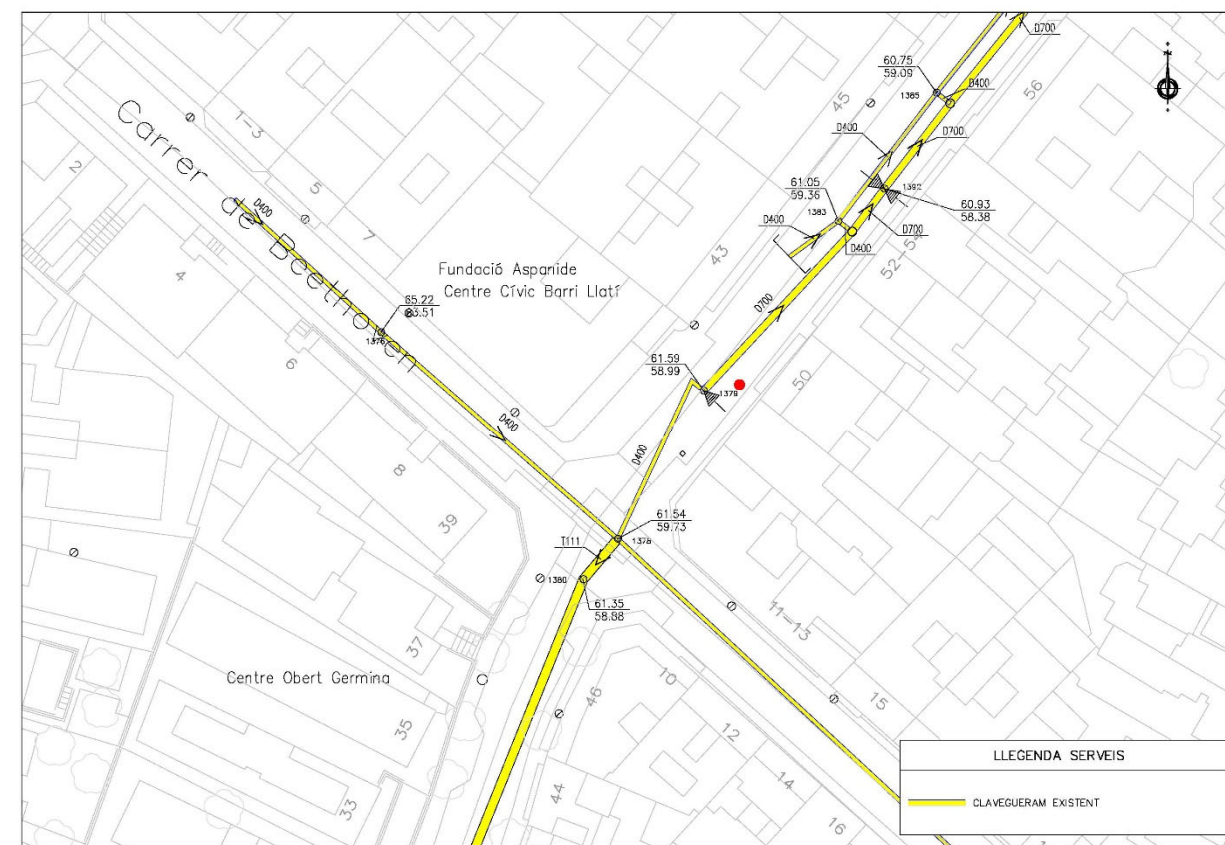 D700
60.75
59.09
1385
D400
45
56
1-3
Carrer de Beethoven
2
5
D400
D700
61.05
59.36
1392
D400
1383
60.93
58.38
7
D400
4
43
D700
D400
52-54
Fundació Aspanide
Centre Cívic Barri Llatí
65.22
63.51
1376
D700
6
61.59
58.99
1379
50
D400
D400
8
39
61.54
59.73
1378
T111
1380
61.35
58.88
11-13
37
Centre Obert Germina
10
46
15
35
12
LLEGENDA SERVEIS
14
44
33
16
CLAVEGUERAM EXISTENT